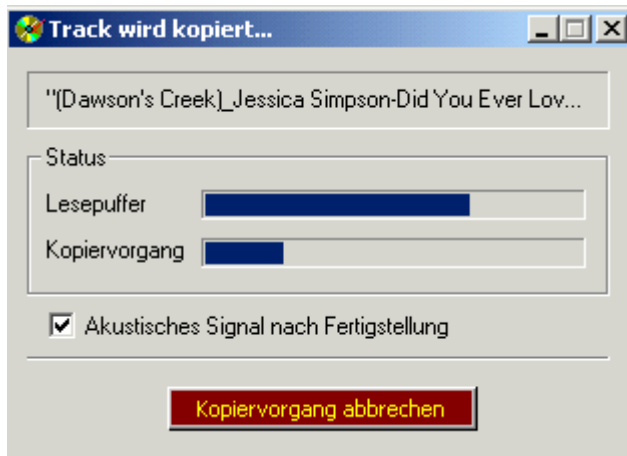 Track wird kopiert...
"(Dawson's Creek)_Jessica Simpson-Did You Ever Lov...
Status
Lesepuffer
Kopiervorgang
Akustisches Signal nach Fertigstellung
Kopiervorgang abbrechen